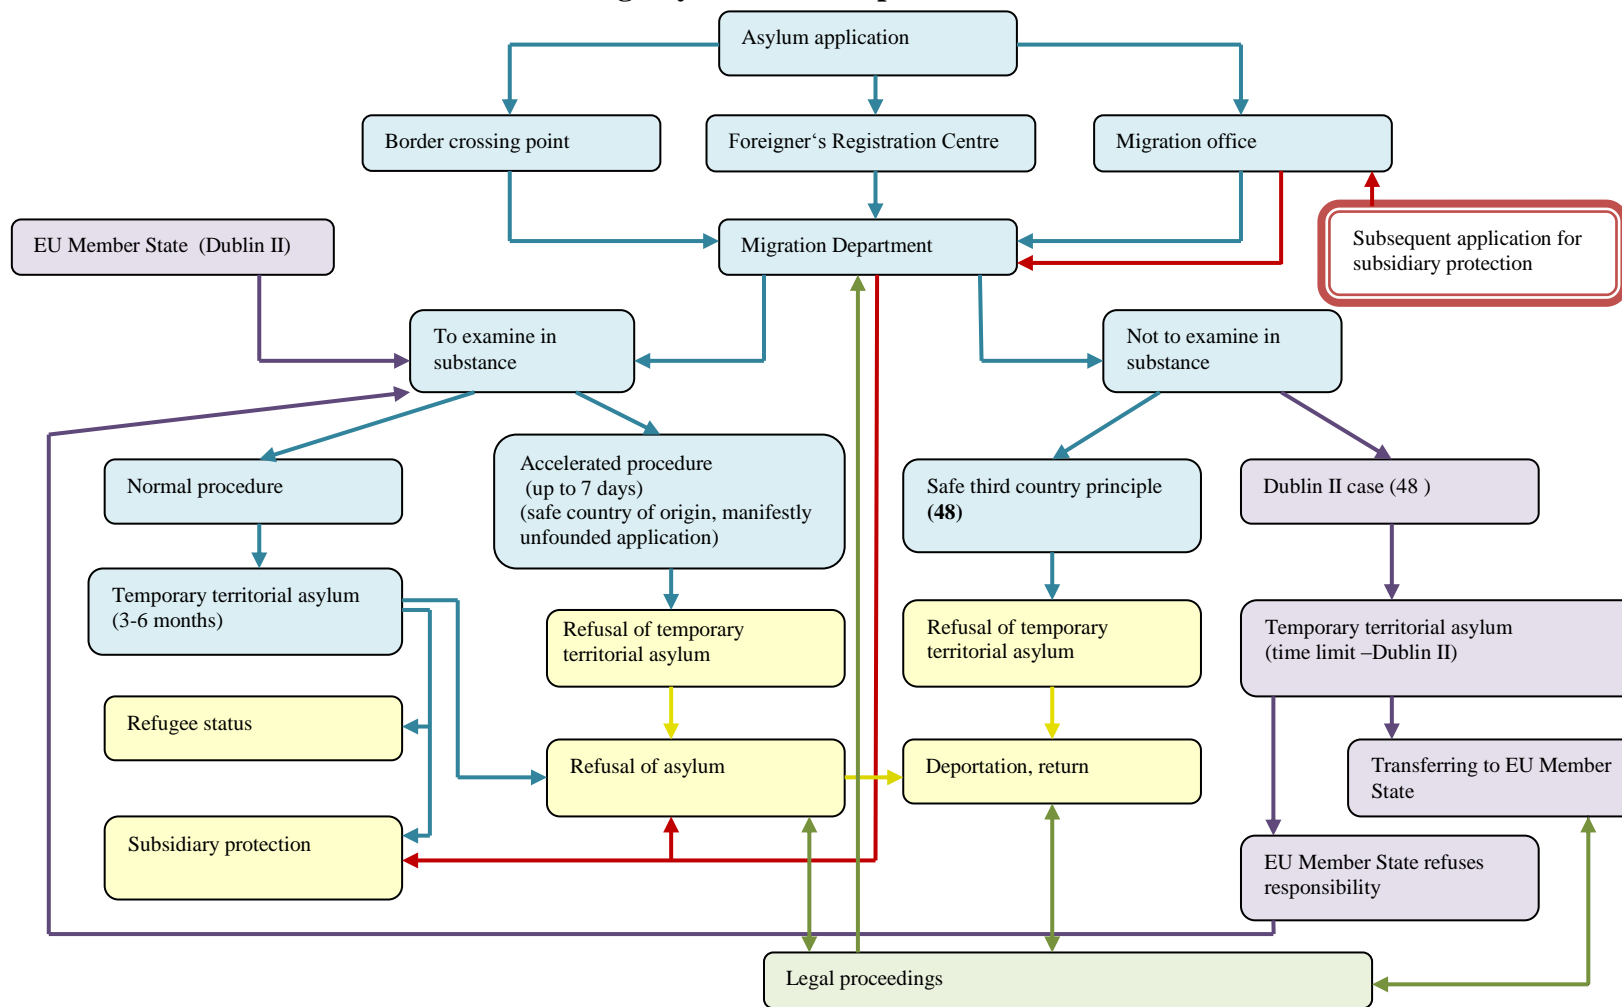 Asylum application
Border crossing point
Foreigner‘s Registration Centre
Migration office
EU Member State (Dublin II)
Migration Department
Subsequent application for
subsidiary protection
To examine in
substance
Not to examine in
substance
Normal procedure
Accelerated procedure
(up to 7 days)
(safe country of origin, manifestly
unfounded application)
Safe third country principle
(48)
Dublin II case (48 )
Temporary territorial asylum
(3-6 months)
Refusal of temporary
territorial asylum
Refusal of temporary
territorial asylum
Temporary territorial asylum
(time limit –Dublin II)
Refugee status
Refusal of asylum
Deportation, return
Transferring to EU Member
State
Subsidiary protection
EU Member State refuses
responsibility
Legal proceedings